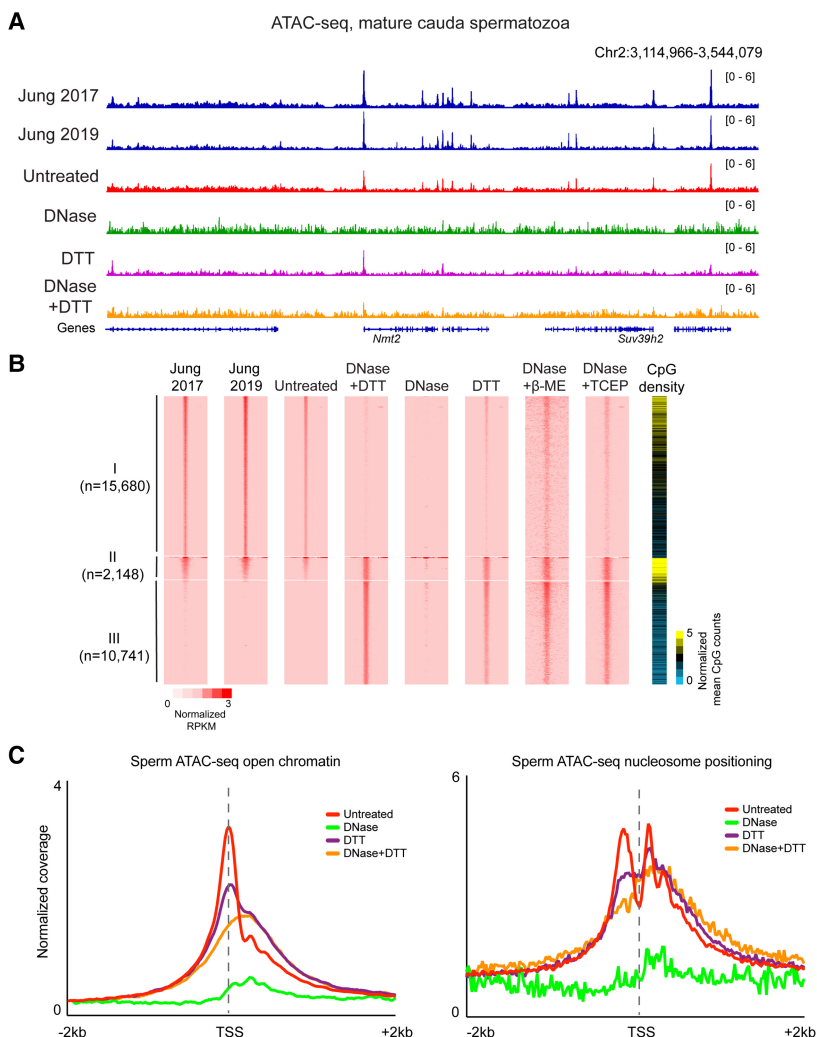 A
ATAC-seq, mature cauda spermatozoa
Chr2:3,114,966-3,544,079
Jung 2017
[0 - 6]
Jung 2019
[0 - 6]
Untreated
[0 - 6]
DNase
[0 - 6]
DTT
[0 - 6]
DNase
+DTT
[0 - 6]
Genes
Nmt2
Suv39h2
B
Jung
2017
Jung
2019
Untreated
DNase
+DTT
DNase
DTT
DNase
+β-ME
DNase
+TCEP
CpG
density
I
(n=15,680)
II
(n=2,148)
III
(n=10,741)
0
3
Normalized
RPKM
5
0
Normalized
mean CpG counts
C
Sperm ATAC-seq open chromatin
4
2
0
Normalized coverage
Untreated
DNase
DTT
DNase+DTT
-2kb
TSS
+2kb
Sperm ATAC-seq nucleosome positioning
6
0
Untreated
DNase
DTT
DNase+DTT
-2kb
TSS
+2kb